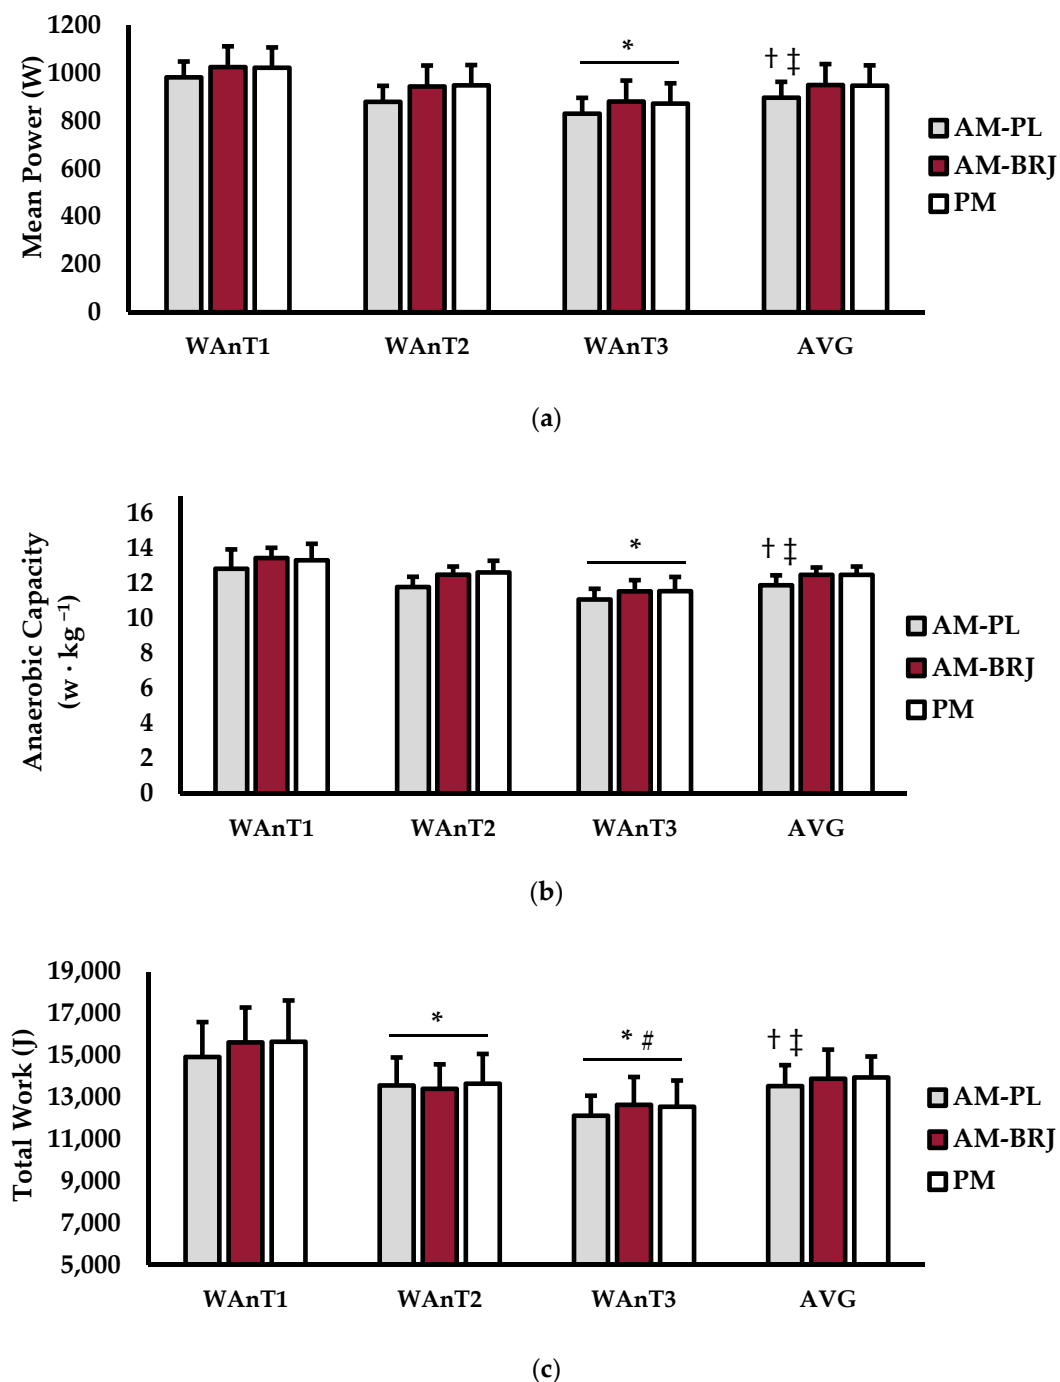 1200
1000
800
600
400
200
0
Mean Power (W)
*
† ‡
AM-PL
AM-BRJ
PM
WAnT1 WAnT2 WAnT3 AVG
(a)
16
14
12
10
8
6
4
2
0
Anaerobic Capacity
(w · kg ⁻¹)
*
† ‡
AM-PL
AM-BRJ
PM
WAnT1 WAnT2 WAnT3 AVG
(b)
19,000
17,000
15,000
13,000
11,000
9,000
7,000
5,000
Total Work (J)
*
* #
† ‡
AM-PL
AM-BRJ
PM
WAnT1 WAnT2 WAnT3 AVG
(c)